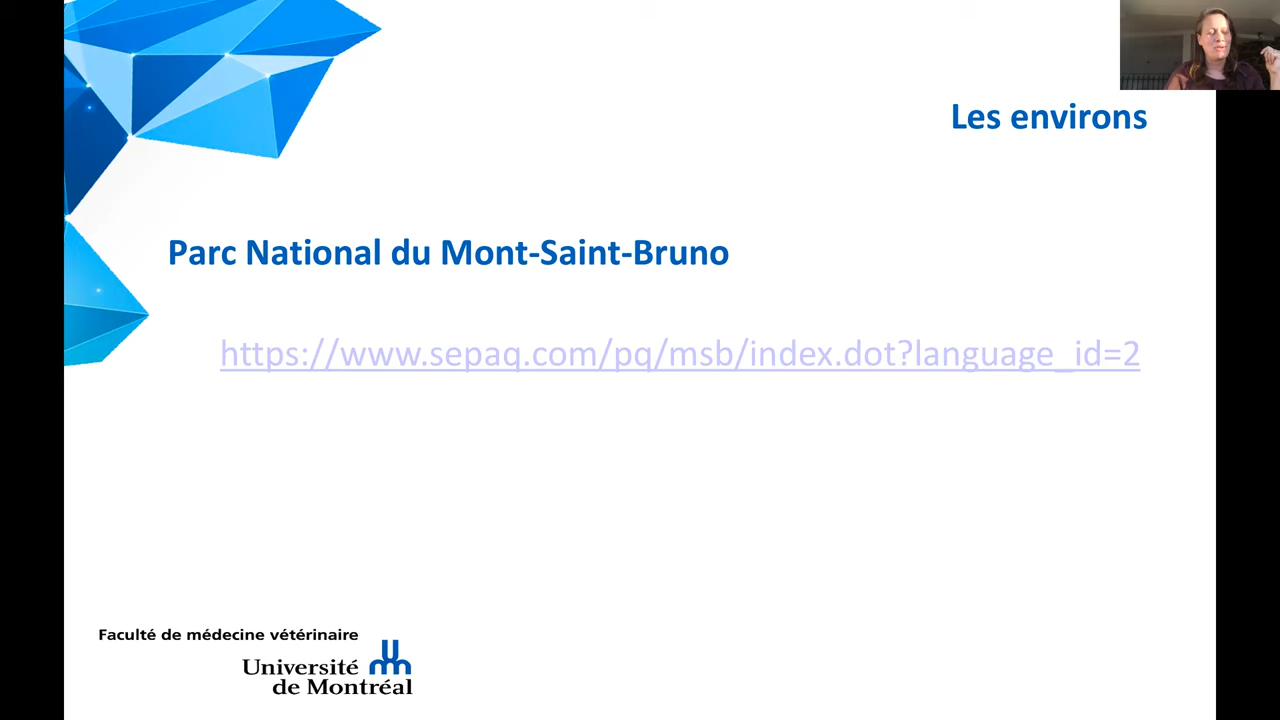 Les environs
Parc National du Mont-Saint-Bruno
https://www.sepaq.com/pq/msb/index.dot?language_id=2
Faculté de médecine vétérinaire
Université
de Montréal